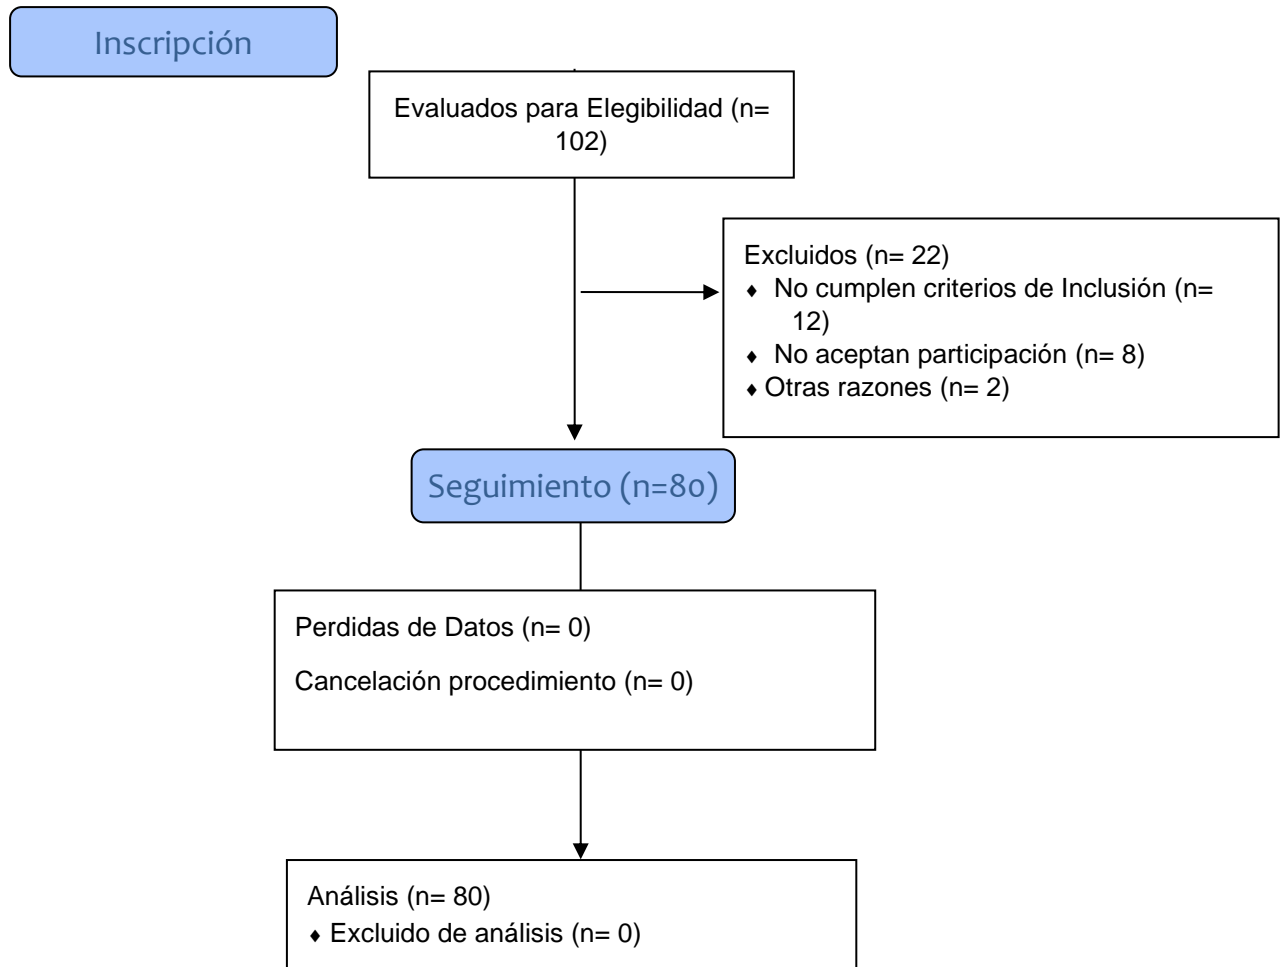 Inscripción
Evaluados para Elegibilidad (n=
102)
Excluidos (n= 22)
♦ No cumplen criterios de Inclusión (n=
12)
♦ No aceptan participación (n= 8)
♦ Otras razones (n= 2)
Seguimiento (n=80)
Perdidas de Datos (n= 0)
Cancelación procedimiento (n= 0)
Análisis (n= 80)
♦ Excluido de análisis (n= 0)